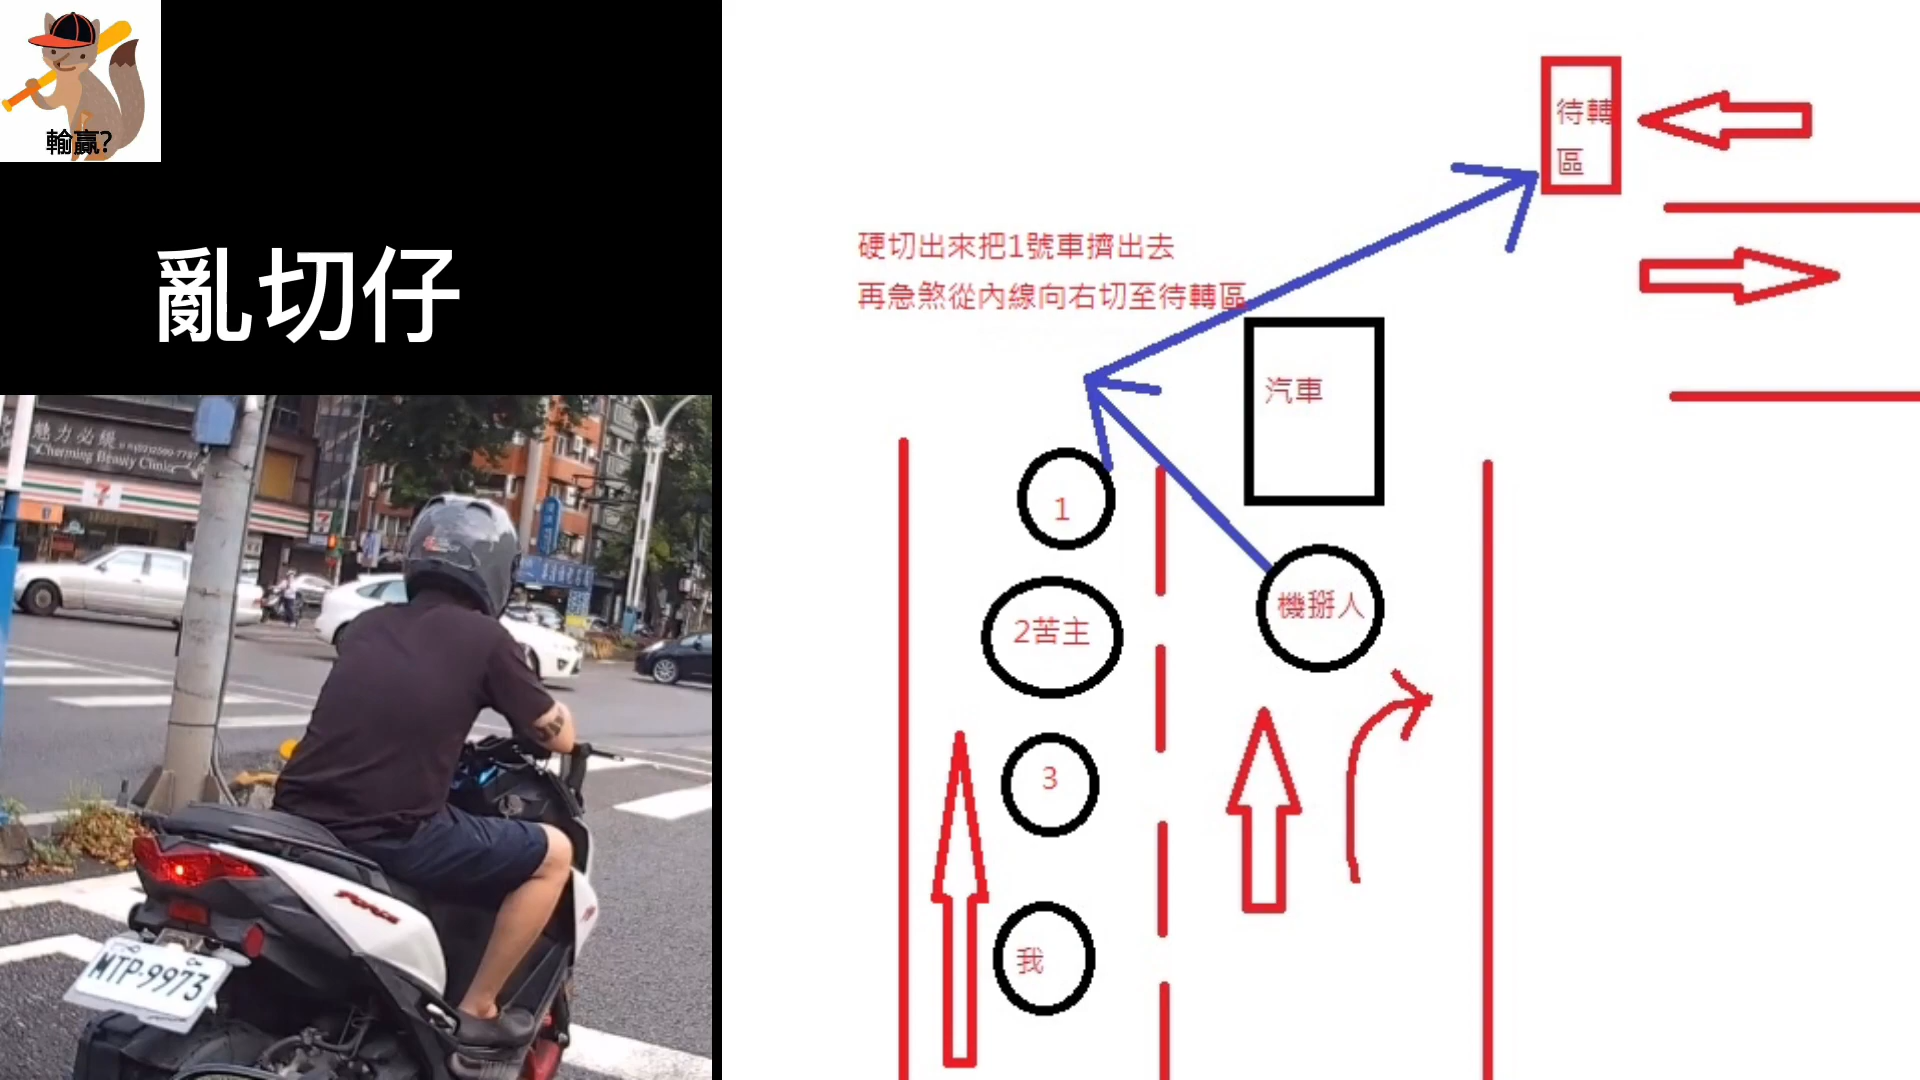 輸贏?
亂切仔
魅力必緹
Charming Beauty Clinic
7
MTP-9973
待轉
區
硬切出來把1號車擠出去
再急煞從內線向右切至待轉區
汽車
1
機掰人
2苦主
3
我